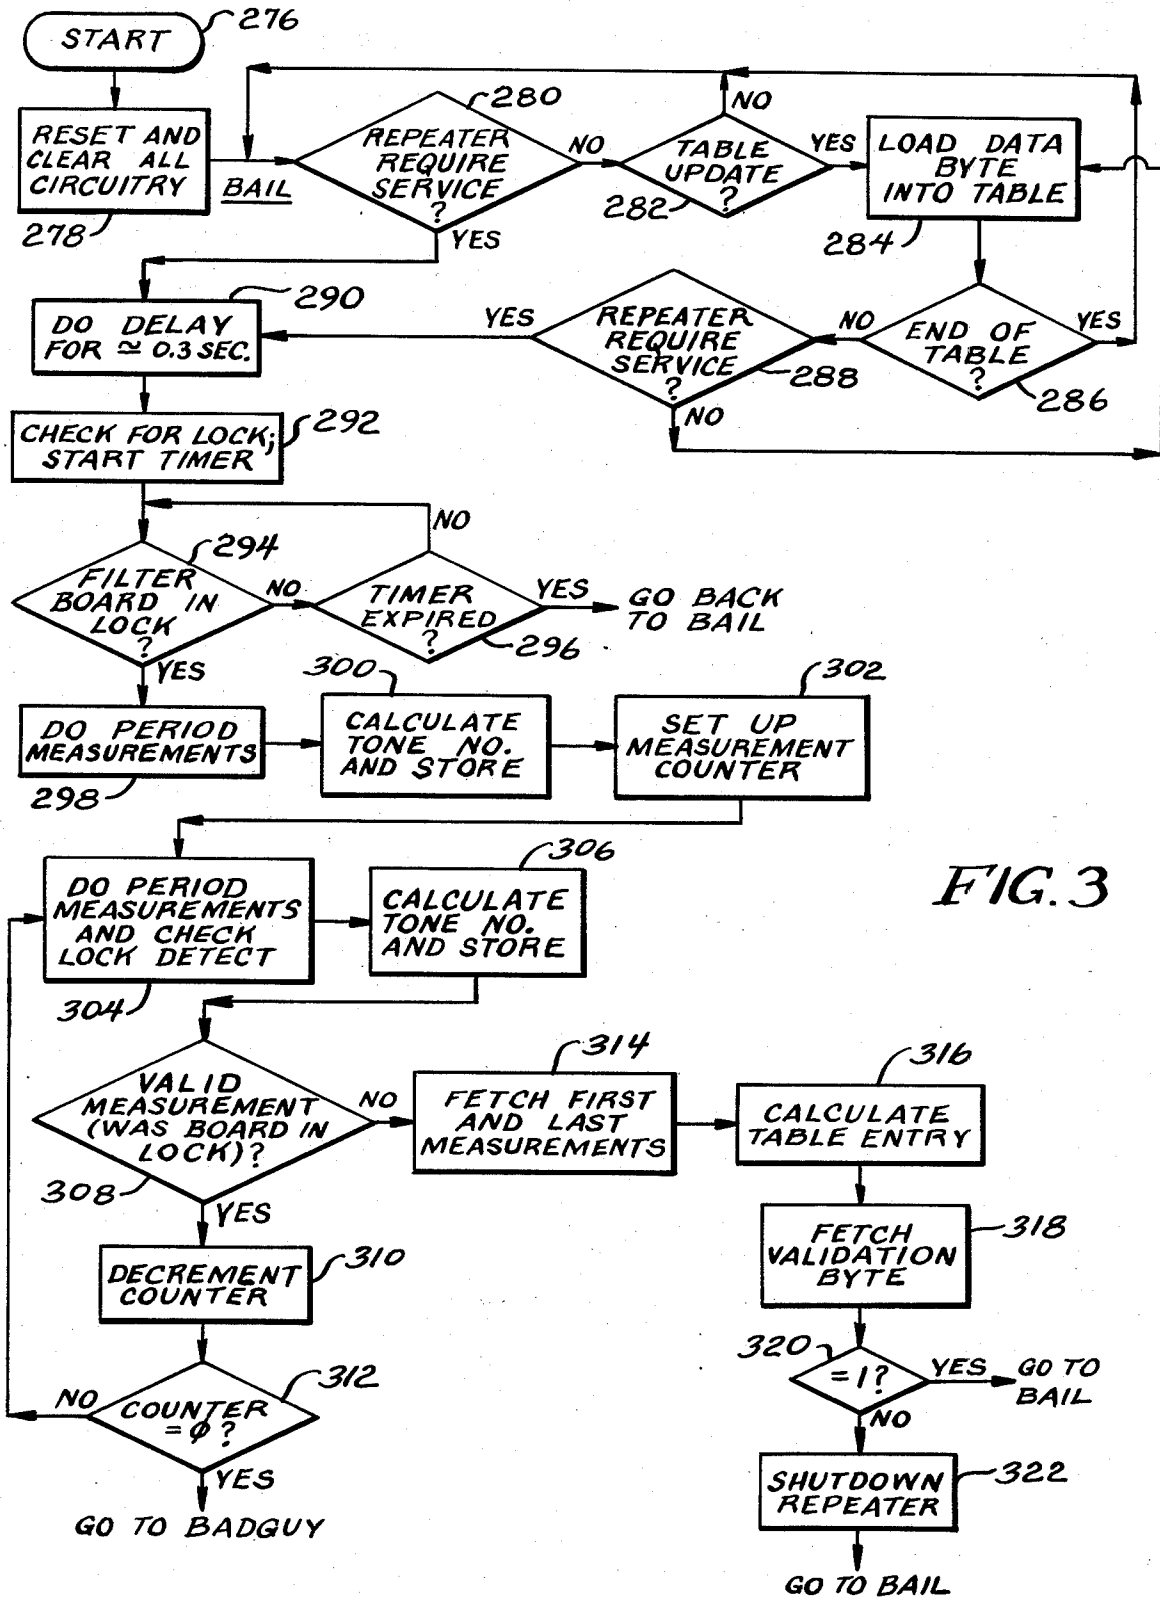 START
276
RESET AND
CLEAR ALL
CIRCUITRY
278
BAIL
280
REPEATER
REQUIRE
SERVICE
?
NO
YES
TABLE
UPDATE
?
282
NO
YES
LOAD DATA
BYTE
INTO TABLE
284
END OF
TABLE
?
286
YES
NO
REPEATER
REQUIRE
SERVICE
?
288
YES
NO
290
DO DELAY
FOR ≃ 0.3 SEC.
292
CHECK FOR LOCK;
START TIMER
294
FILTER
BOARD IN
LOCK
?
NO
YES
TIMER
EXPIRED
?
296
NO
YES
GO BACK
TO BAIL
DO PERIOD
MEASUREMENTS
298
300
CALCULATE
TONE NO.
AND STORE
302
SET UP
MEASUREMENT
COUNTER
DO PERIOD
MEASUREMENTS
AND CHECK
LOCK DETECT
304
306
CALCULATE
TONE NO.
AND STORE
FIG. 3
VALID
MEASUREMENT
(WAS BOARD IN
LOCK)?
308
NO
YES
314
FETCH FIRST
AND LAST
MEASUREMENTS
316
CALCULATE
TABLE ENTRY
310
DECREMENT
COUNTER
318
FETCH
VALIDATION
BYTE
312
COUNTER
= φ ?
NO
YES
GO TO BADGUY
320
= 1 ?
YES
GO TO
BAIL
NO
322
SHUTDOWN
REPEATER
GO TO BAIL